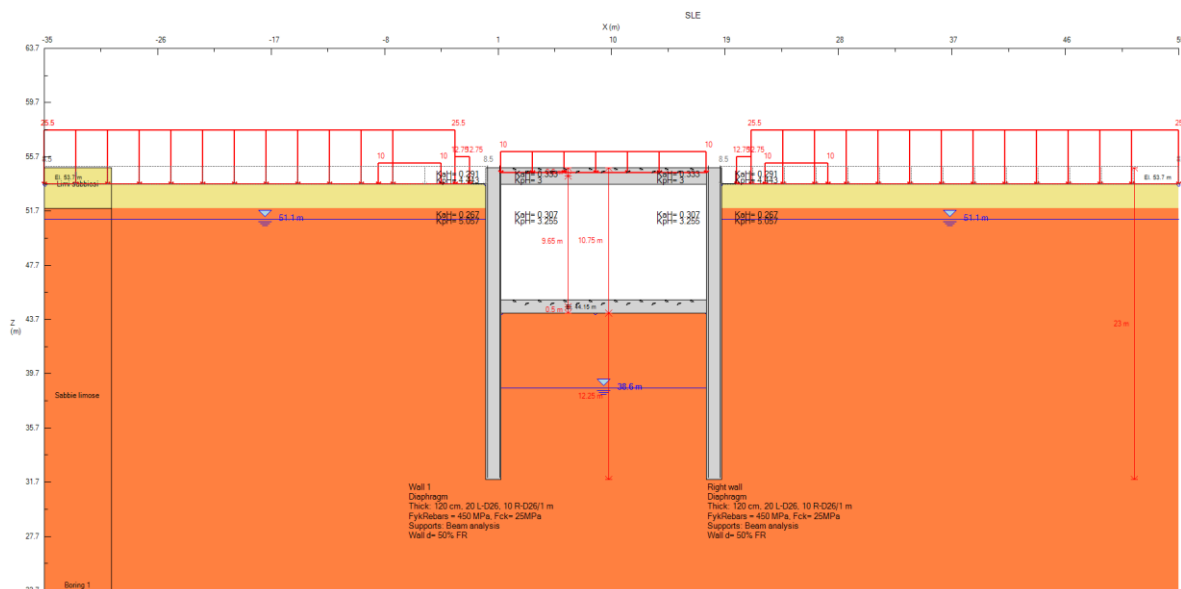 SLE
X (m)
-35
-26
-17
-8
1
10
19
28
37
46
63.7
59.7
55.7
51.7
47.7
43.7
39.7
35.7
31.7
27.7
Z
(m)
25.5
25.5
25.5
10
10
12.75
12.75
8.5
10
10
8.5
12.75
10
10
El. 53.7 m
Limi sabbiosi
El. 53.7 m
KaH= 0.291
KpH= 4.443
KaH= 0.333
KpH= 3
KaH= 0.333
KpH= 3
KaH= 0.291
KpH= 4.443
51.1 m
KaH= 0.267
KpH= 5.057
KaH= 0.307
KpH= 3.255
KaH= 0.307
KpH= 3.255
KaH= 0.267
KpH= 5.057
51.1 m
9.65 m
10.75 m
0.5 m
44.15 m
23 m
38.6 m
12.25 m
Sabbie limose
Wall 1
Diaphragm
Thick: 120 cm, 20 L-D26, 10 R-D26/1 m
FykRebars = 450 MPa, Fck= 25MPa
Supports: Beam analysis
Wall d= 50% FR
Right wall
Diaphragm
Thick: 120 cm, 20 L-D26, 10 R-D26/1 m
FykRebars = 450 MPa, Fck= 25MPa
Supports: Beam analysis
Wall d= 50% FR
Boring 1